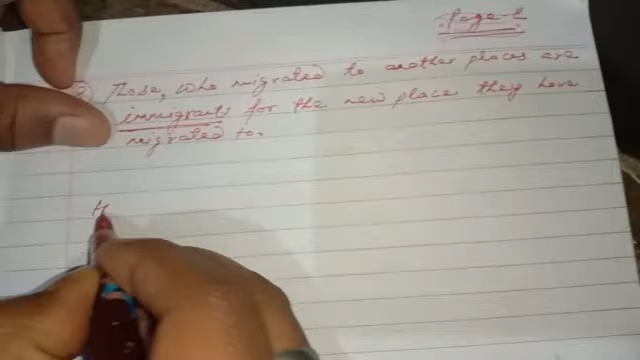 Page-2
Those, who migrated to another places are
immigrants for the new place they have
migrated to.